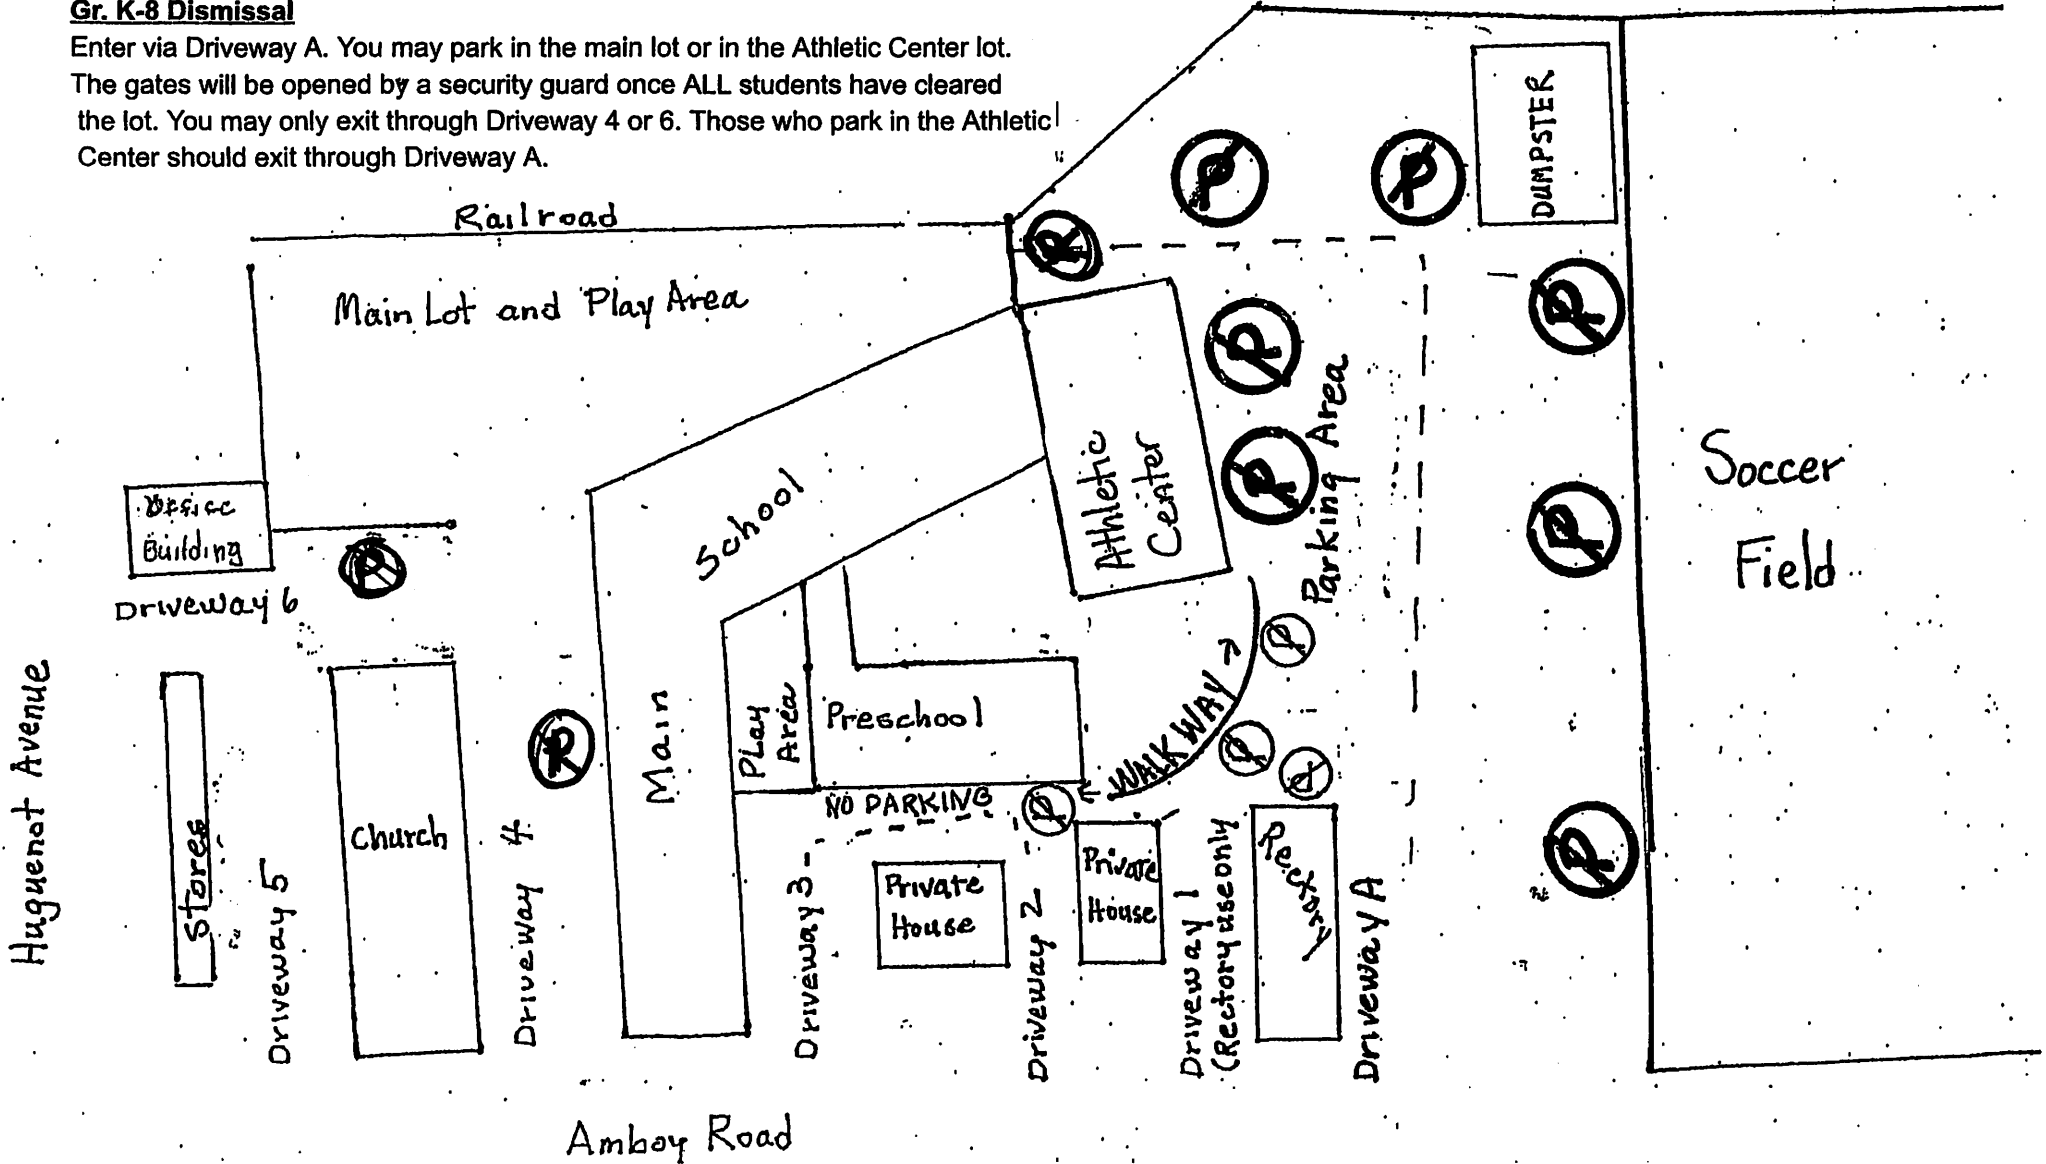 Gr. K-8 Dismissal
Enter via Driveway A. You may park in the main lot or in the Athletic Center lot.
The gates will be opened by a security guard once ALL students have cleared
the lot. You may only exit through Driveway 4 or 6. Those who park in the Athletic
Center should exit through Driveway A.
Railroad
Main Lot and Play Area
DUMPSTER
P
P
P
P
P
P
P
P
Parking Area
Athletic
Center
Soccer
Field
School
Main
Office
Building
P
Driveway 6
Huguenot Avenue
Stores
Driveway 5
Church
Driveway 4
P
Play
Area
Preschool
NO PARKING
WALKWAY →
P
P
P
P
Driveway 3
Private
House
Driveway 2
Private
House
Driveway 1
(Rectory use only
Rectory
Driveway A
Amboy Road